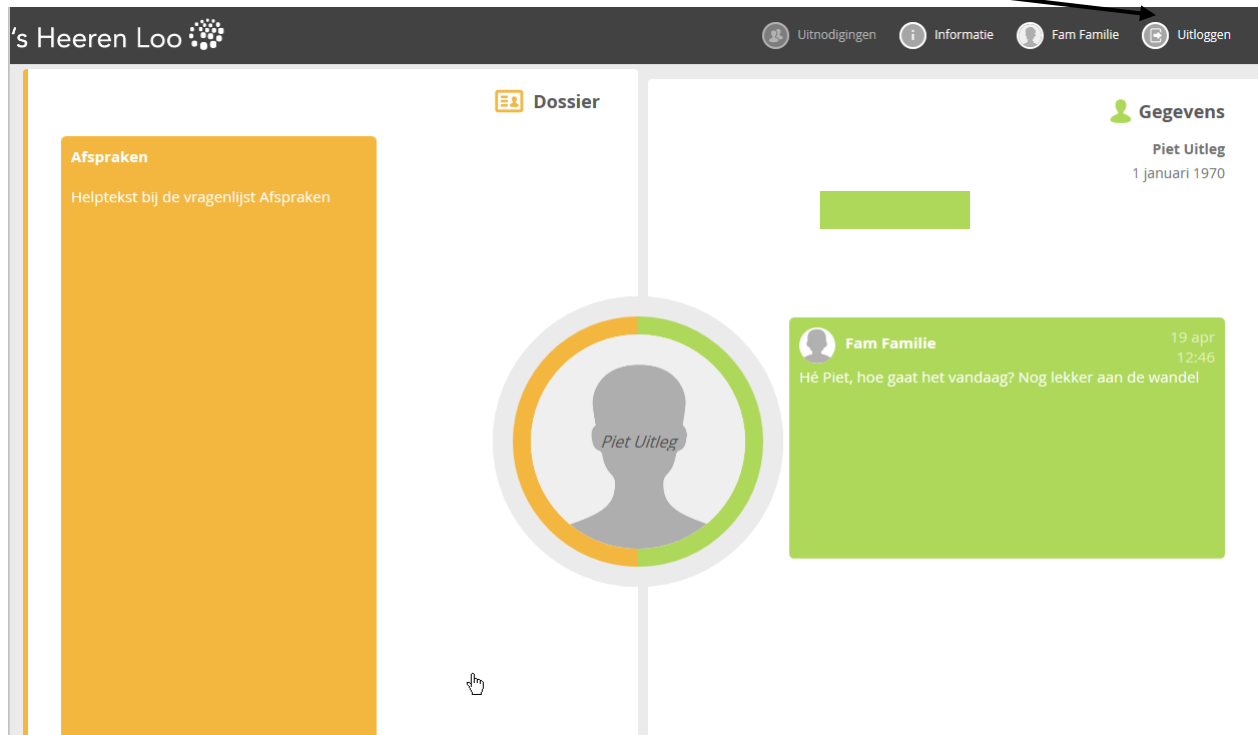 's Heeren Loo
Uitnodigingen
Informatie
Fam Familie
Uitloggen
Dossier
Afspraken
Helptekst bij de vragenlijst Afspraken
Gegevens
Piet Uitleg
1 januari 1970
Piet Uitleg
Fam Familie
19 apr
12:46
Hé Piet, hoe gaat het vandaag? Nog lekker aan de wandel